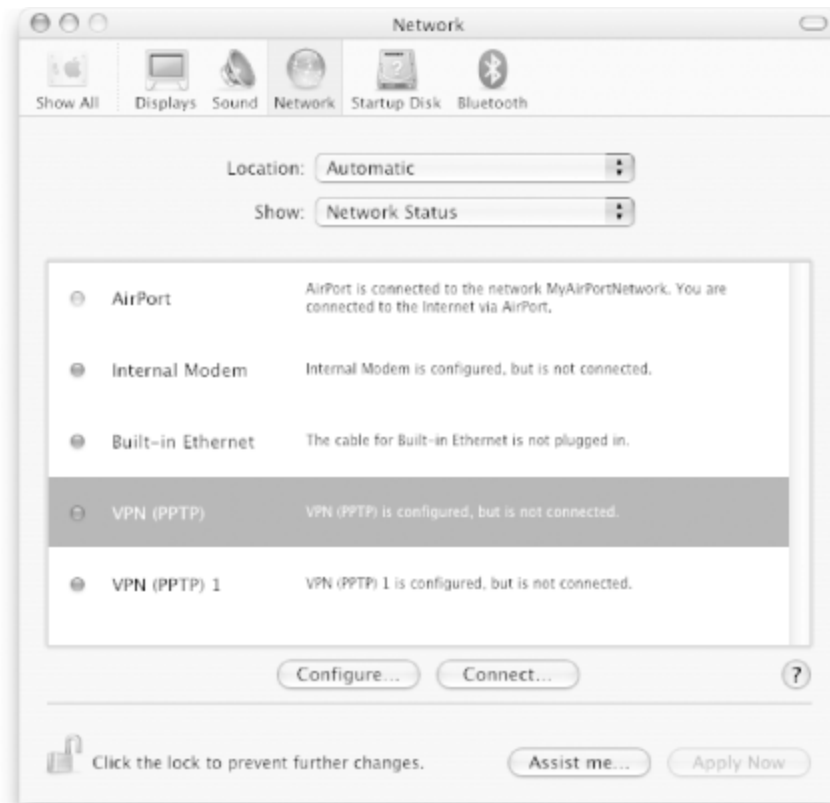 Network
Show All Displays Sound Network Startup Disk Bluetooth
Location: Automatic
Show: Network Status
AirPort
AirPort is connected to the network MyAirPortNetwork. You are
connected to the Internet via AirPort.
Internal Modem Internal Modem is configured, but is not connected.
Built-in Ethernet The cable for Built-in Ethernet is not plugged in.
VPN (PPTP) VPN (PPTP) is configured, but is not connected.
VPN (PPTP) 1 VPN (PPTP) 1 is configured, but is not connected.
Configure... Connect... ?
Click the lock to prevent further changes. Assist me... Apply Now